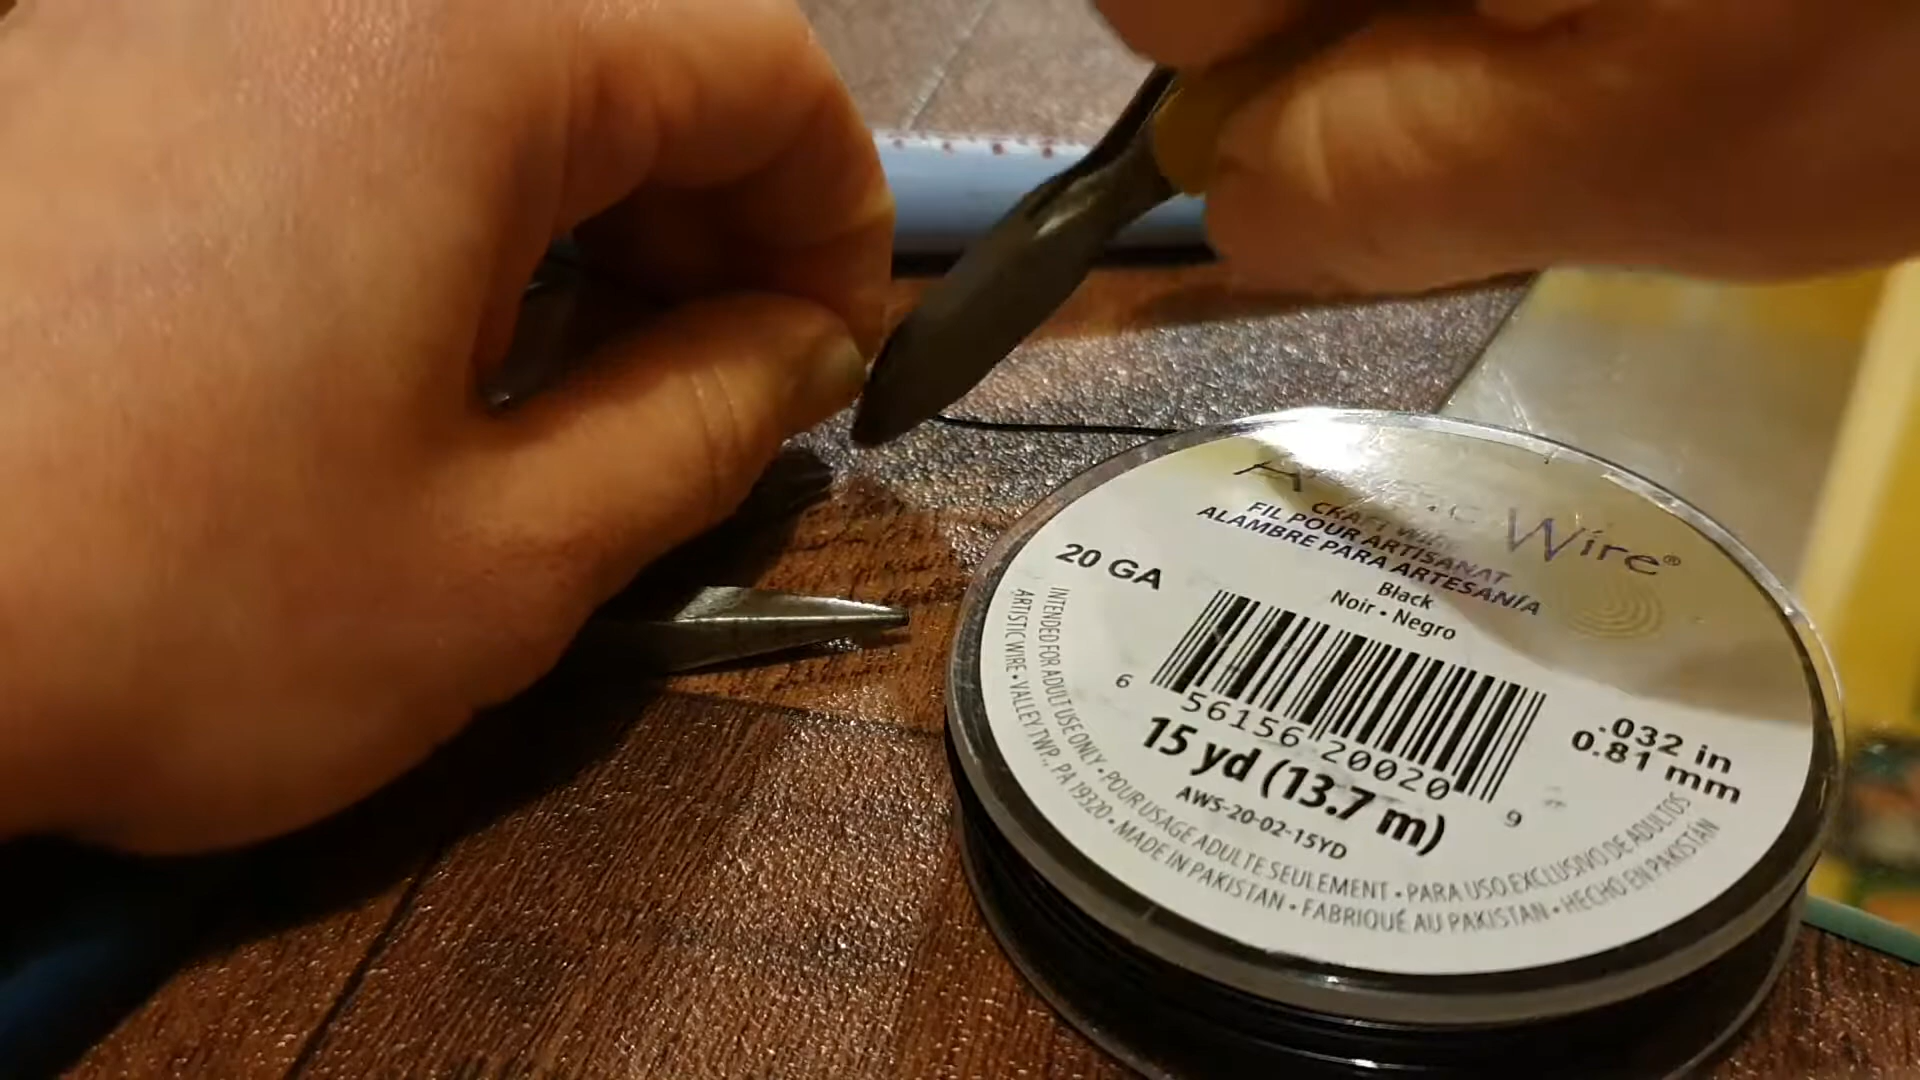 Wire®
CRAFT WIRE
FIL POUR ARTISANAT
ALAMBRE PARA ARTESANÍA
20 GA
Black
Noir • Negro
6 56156 20020 9
.032 in
0.81 mm
15 yd (13.7 m)
AWS-20-02-15YD
INTENDED FOR ADULT USE ONLY • POUR USAGE ADULTE SEULEMENT • PARA USO EXCLUSIVO DE ADULTOS
ARTISTIC WIRE • VALLEY TWP., PA 19320 • MADE IN PAKISTAN • FABRIQUÉ AU PAKISTAN • HECHO EN PAKISTÁN